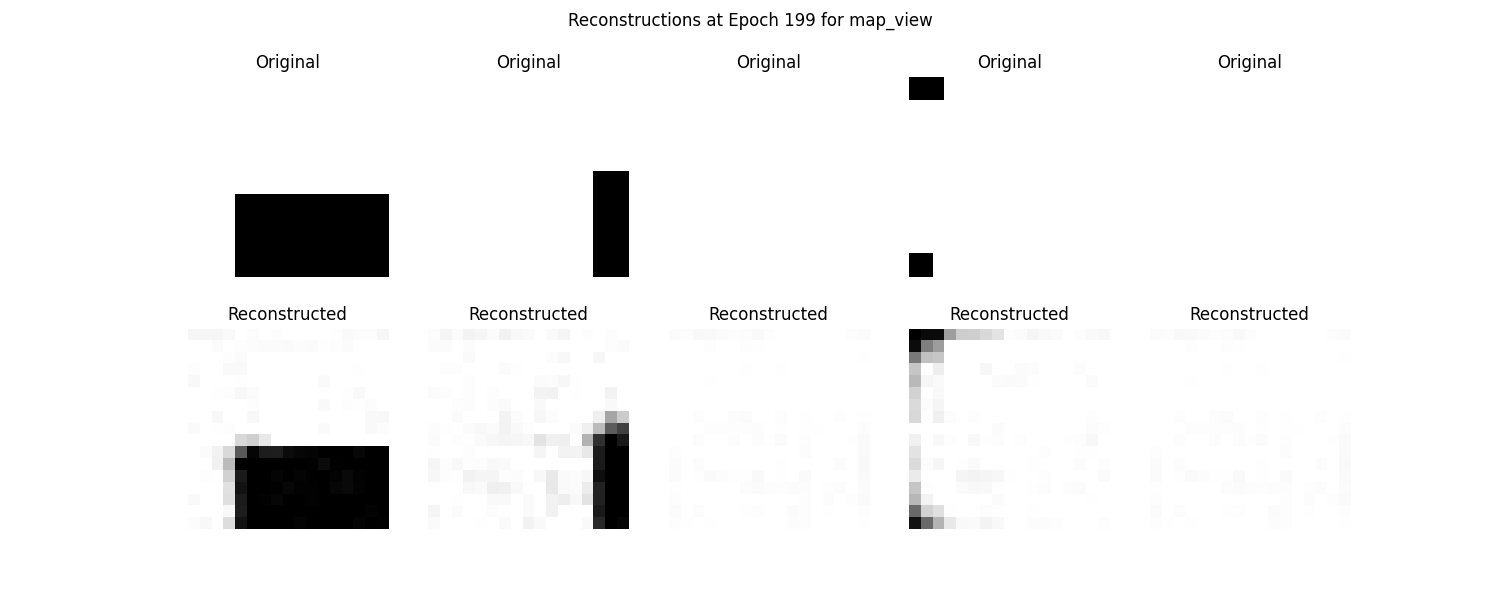 Reconstructions at Epoch 199 for map_view
Original Original Original Original Original
Reconstructed Reconstructed Reconstructed Reconstructed Reconstructed